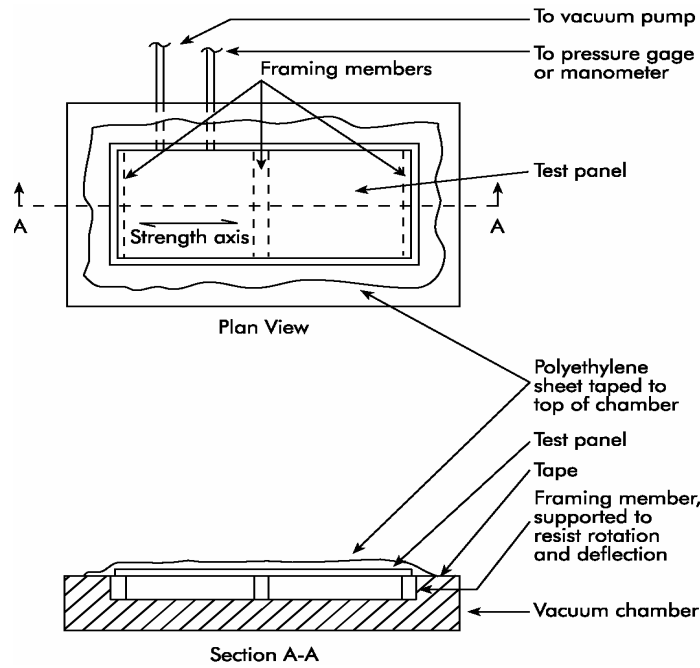 To vacuum pump
To pressure gage
or manometer
Framing members
Test panel
A
A
Strength axis
Plan View
Polyethylene
sheet taped to
top of chamber
Test panel
Tape
Framing member,
supported to
resist rotation
and deflection
Vacuum chamber
Section A-A